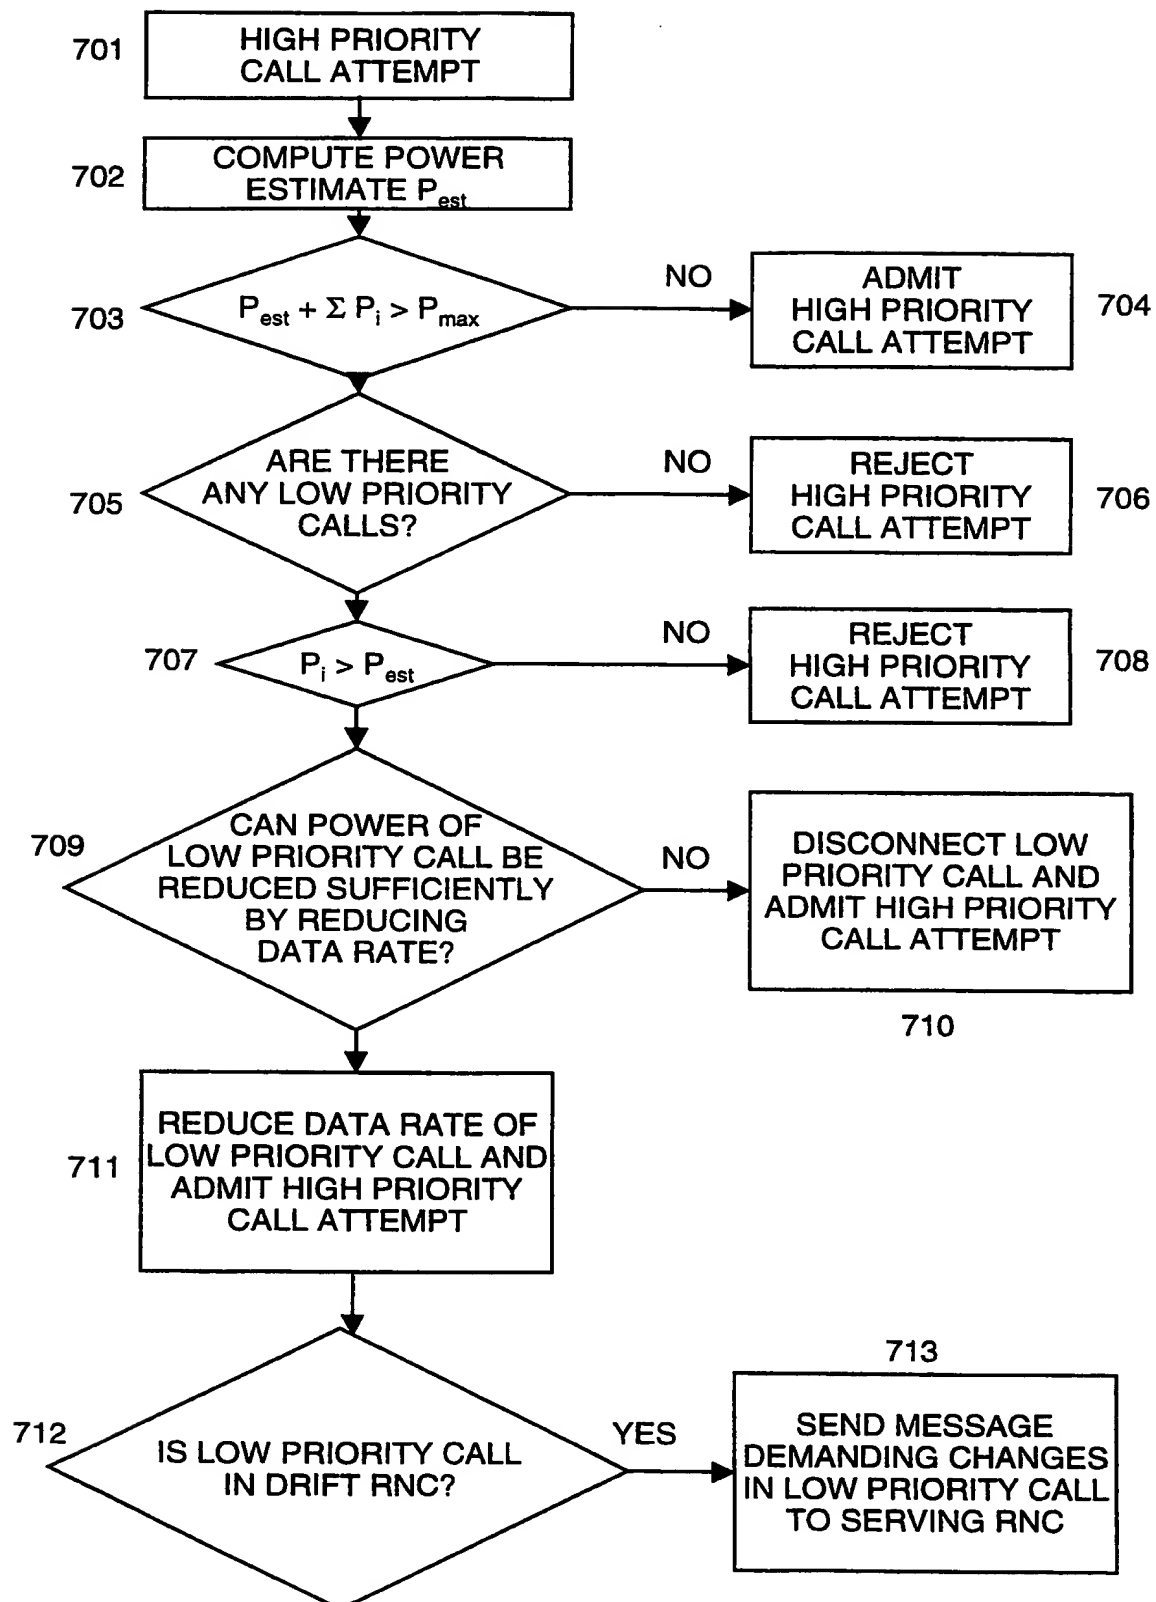 701
HIGH PRIORITY
CALL ATTEMPT
702
COMPUTE POWER
ESTIMATE Pest
703
Pest + Σ Pi > Pmax
NO
ADMIT
HIGH PRIORITY
CALL ATTEMPT
704
705
ARE THERE
ANY LOW PRIORITY
CALLS?
NO
REJECT
HIGH PRIORITY
CALL ATTEMPT
706
707
Pi > Pest
NO
REJECT
HIGH PRIORITY
CALL ATTEMPT
708
709
CAN POWER OF
LOW PRIORITY CALL BE
REDUCED SUFFICIENTLY
BY REDUCING
DATA RATE?
NO
DISCONNECT LOW
PRIORITY CALL AND
ADMIT HIGH PRIORITY
CALL ATTEMPT
710
711
REDUCE DATA RATE OF
LOW PRIORITY CALL AND
ADMIT HIGH PRIORITY
CALL ATTEMPT
712
IS LOW PRIORITY CALL
IN DRIFT RNC?
YES
713
SEND MESSAGE
DEMANDING CHANGES
IN LOW PRIORITY CALL
TO SERVING RNC